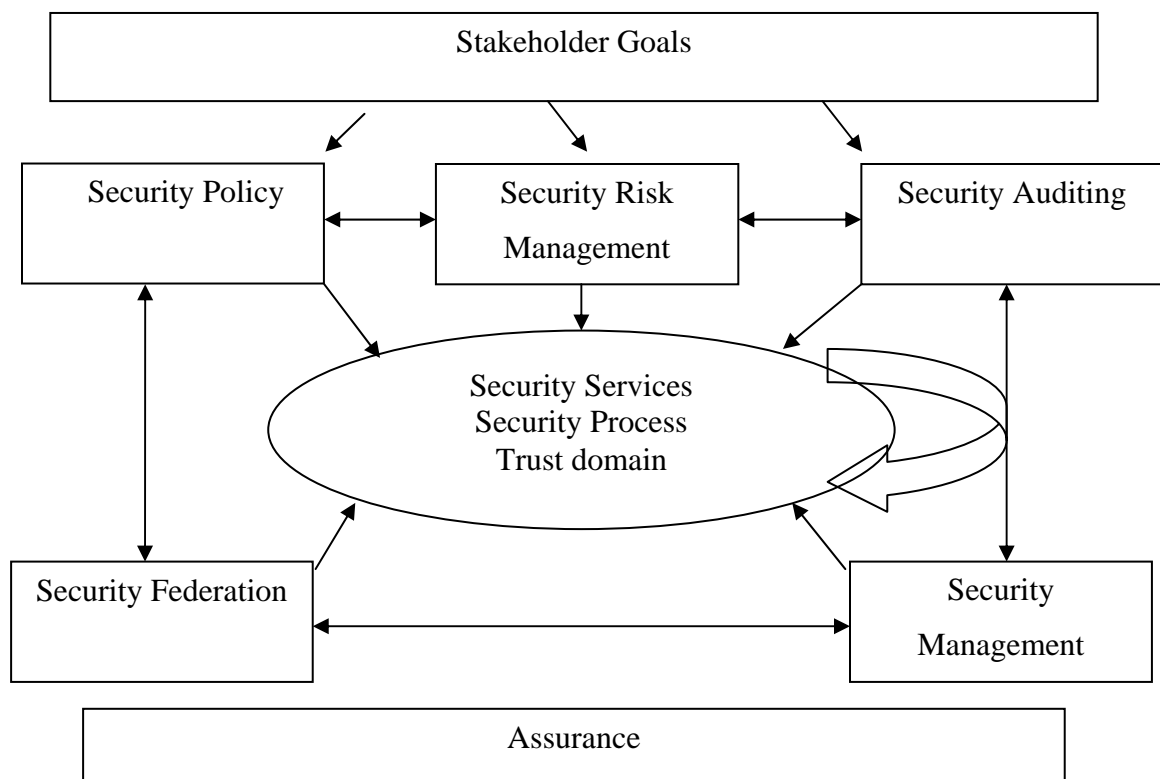 Stakeholder Goals
Security Policy
Security Risk
Management
Security Auditing
Security Services
Security Process
Trust domain
Security Federation
Security
Management
Assurance